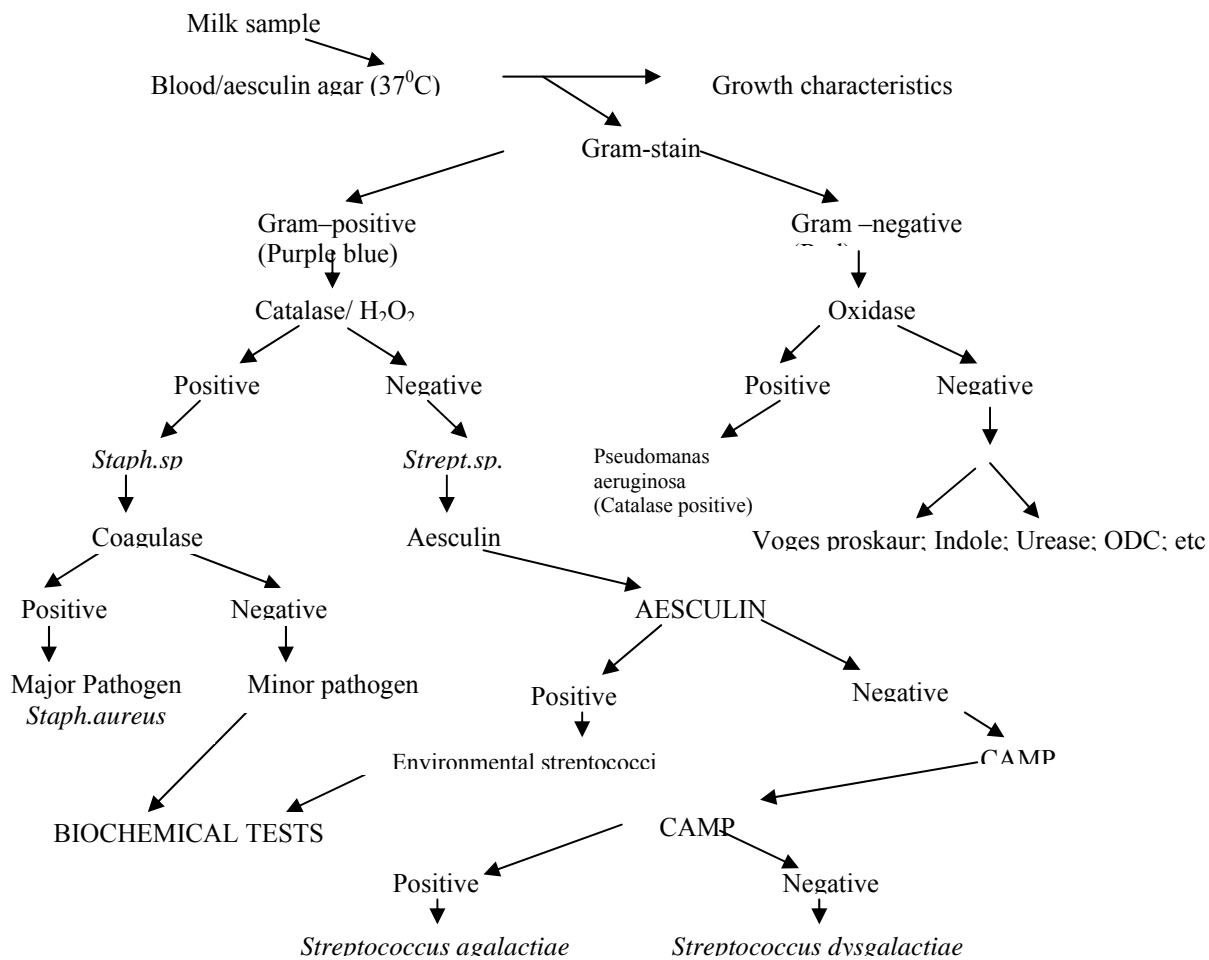 Milk sample
Blood/aesculin agar (37⁰C)
Growth characteristics
Gram-stain
Gram–positive
(Purple blue)
Gram –negative
Catalase/ H₂O₂
Oxidase
Positive
Negative
Positive
Negative
Staph.sp
Strept.sp.
Pseudomanas
aeruginosa
(Catalase positive)
Coagulase
Aesculin
Voges proskaur; Indole; Urease; ODC; etc
Positive
Negative
AESCULIN
Major Pathogen
Staph.aureus
Minor pathogen
Positive
Negative
Environmental streptococci
CAMP
BIOCHEMICAL TESTS
CAMP
Positive
Negative
Streptococcus agalactiae
Streptococcus dysgalactiae